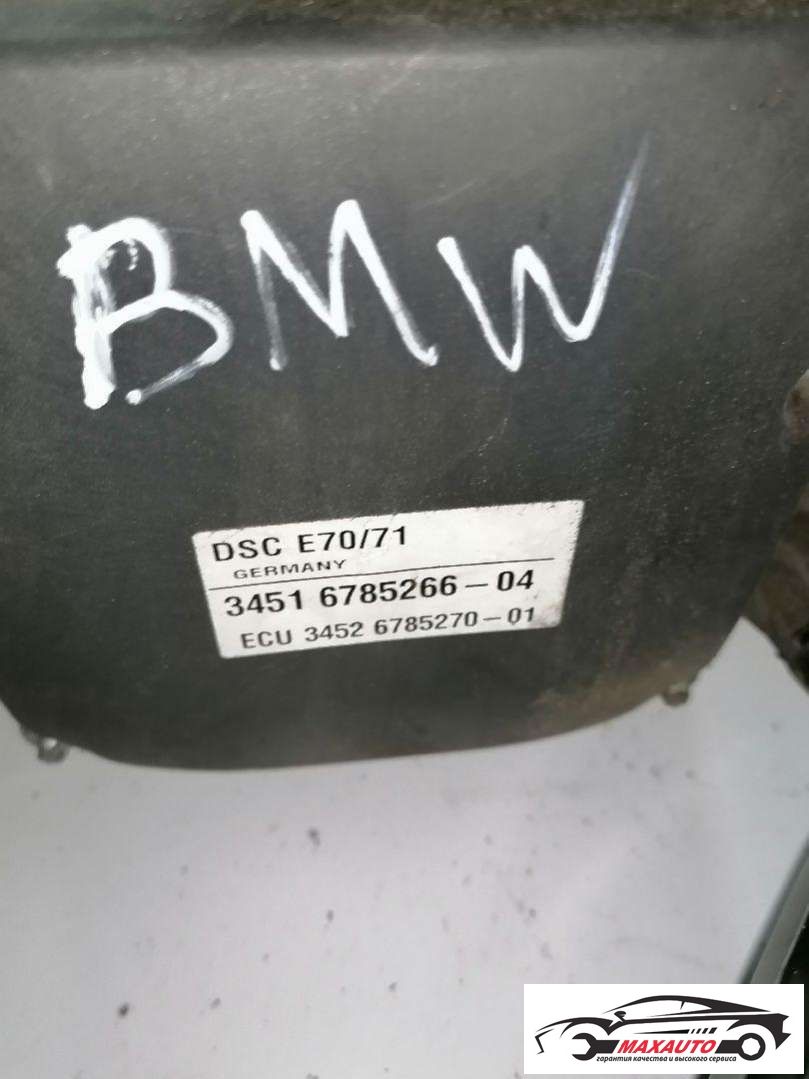 BMW
DSC E70/71
GERMANY
3451 6785266-04
ECU 3452 6785270-01
MAXAUTO
гарантия качества и высокого сервиса